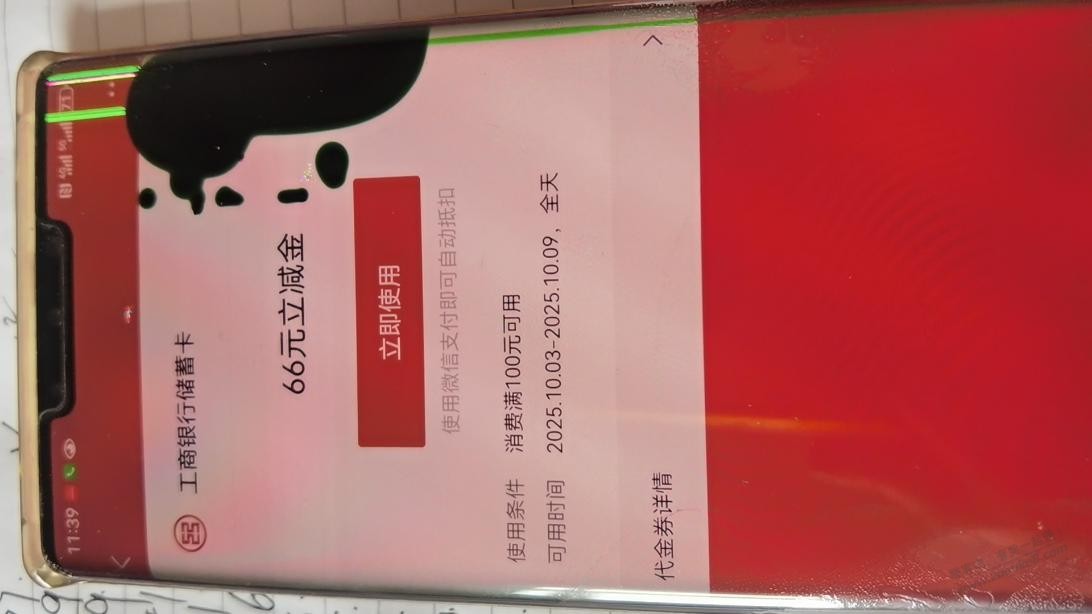 11:39
71
工商银行储蓄卡
66元立减金
立即使用
使用微信支付即可自动抵扣
使用条件 消费满100元可用
可用时间 2025.10.03-2025.10.09，全天
代金券详情